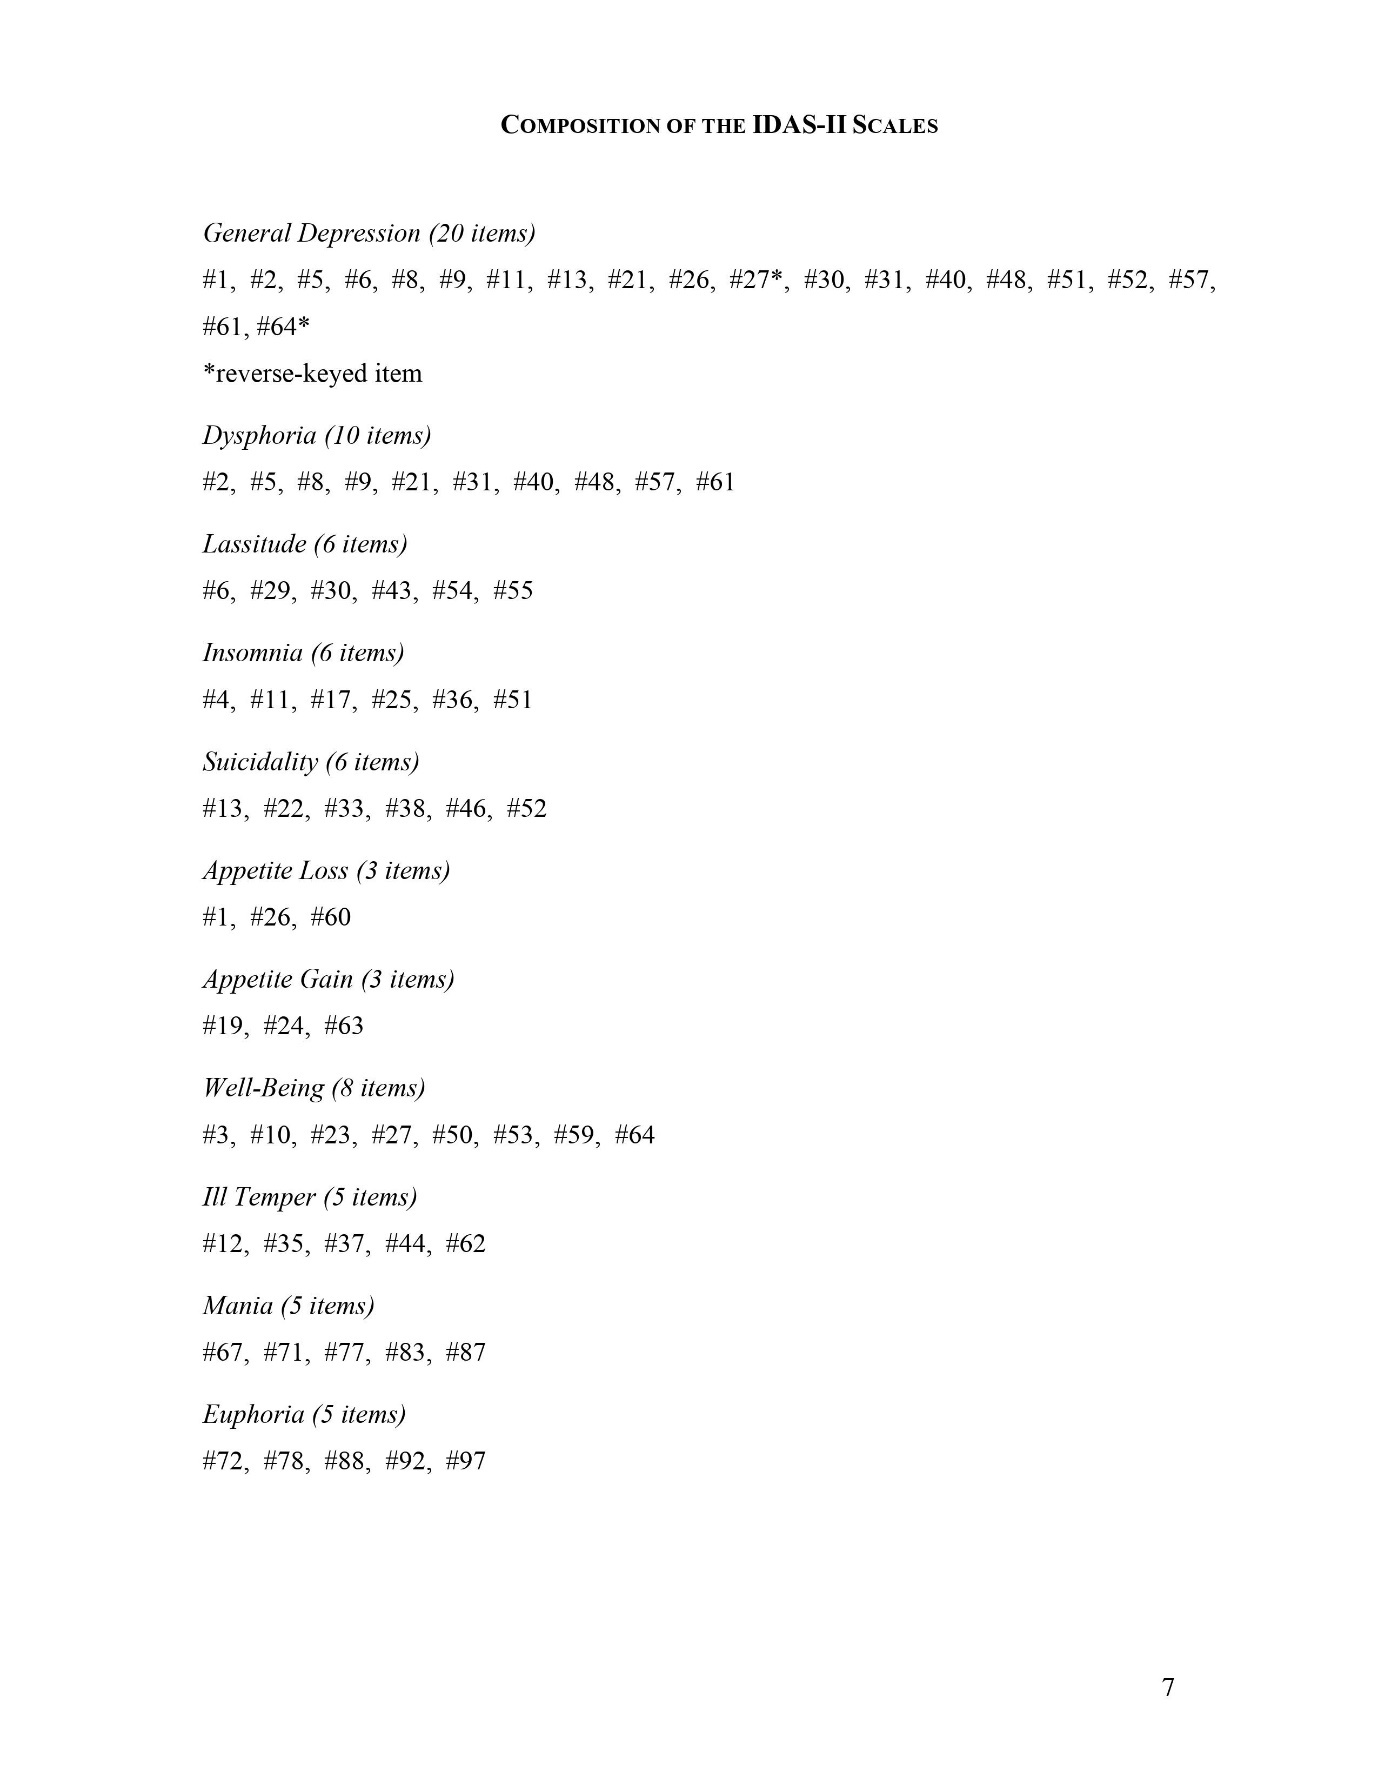 COMPOSITION OF THE IDAS-II SCALES
General Depression (20 items)
#1, #2, #5, #6, #8, #9, #11, #13, #21, #26, #27*, #30, #31, #40, #48, #51, #52, #57,
#61, #64*
*reverse-keyed item
Dysphoria (10 items)
#2, #5, #8, #9, #21, #31, #40, #48, #57, #61
Lassitude (6 items)
#6, #29, #30, #43, #54, #55
Insomnia (6 items)
#4, #11, #17, #25, #36, #51
Suicidality (6 items)
#13, #22, #33, #38, #46, #52
Appetite Loss (3 items)
#1, #26, #60
Appetite Gain (3 items)
#19, #24, #63
Well-Being (8 items)
#3, #10, #23, #27, #50, #53, #59, #64
Ill Temper (5 items)
#12, #35, #37, #44, #62
Mania (5 items)
#67, #71, #77, #83, #87
Euphoria (5 items)
#72, #78, #88, #92, #97
7